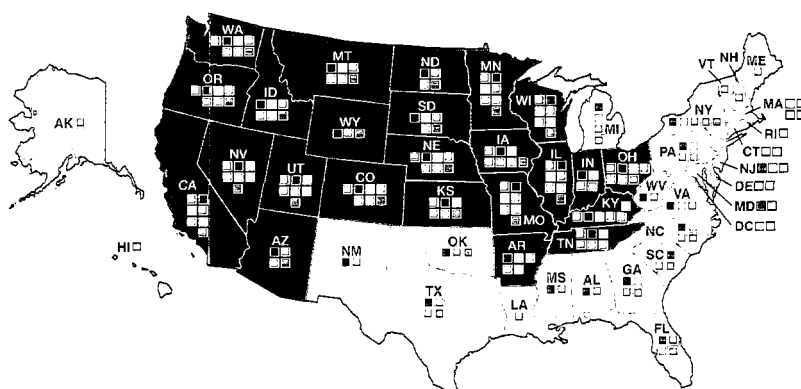 WA
MT
ND
MN
VT
NH
ME
OR
ID
SD
WI
MI
NY
MA
AK
WY
RI
IA
PA
CT
NE
NV
UT
IL
IN
OH
NJ
CO
WV
DE
CA
KS
MO
KY
VA
MD
DC
HI
AZ
NM
OK
AR
TN
NC
SC
MS
AL
GA
TX
LA
FL